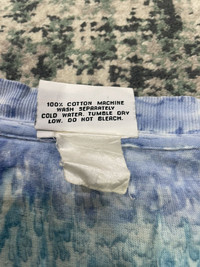 100% COTTON MACHINE
WASH SEPARATELY
COLD WATER. TUMBLE DRY
LOW. DO NOT BLEACH.